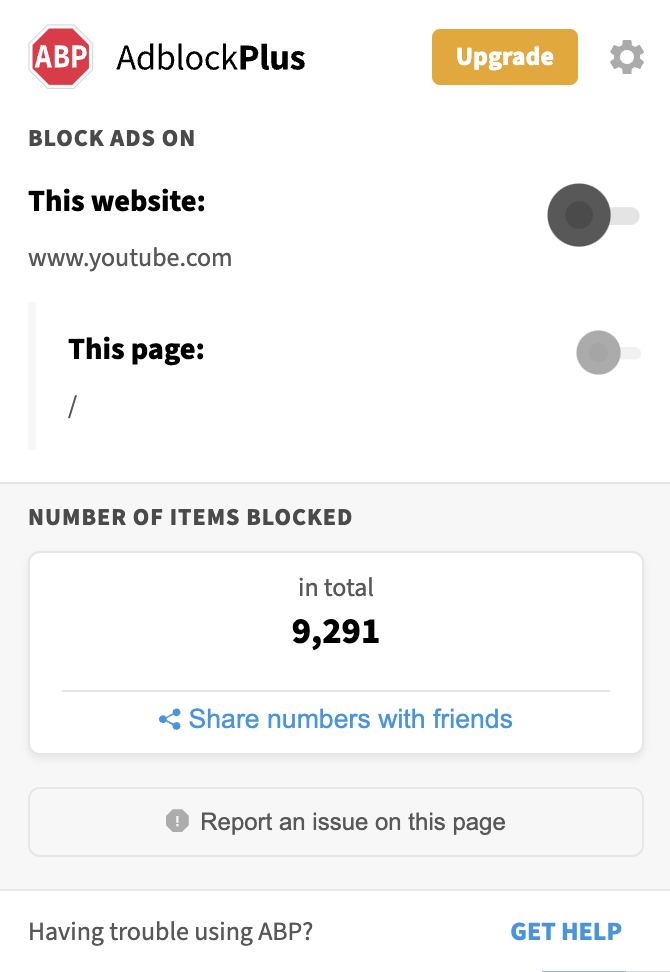 ABP AdblockPlus Upgrade
BLOCK ADS ON
This website:
www.youtube.com
This page:
/
NUMBER OF ITEMS BLOCKED
in total
9,291
Share numbers with friends
! Report an issue on this page
Having trouble using ABP? GET HELP